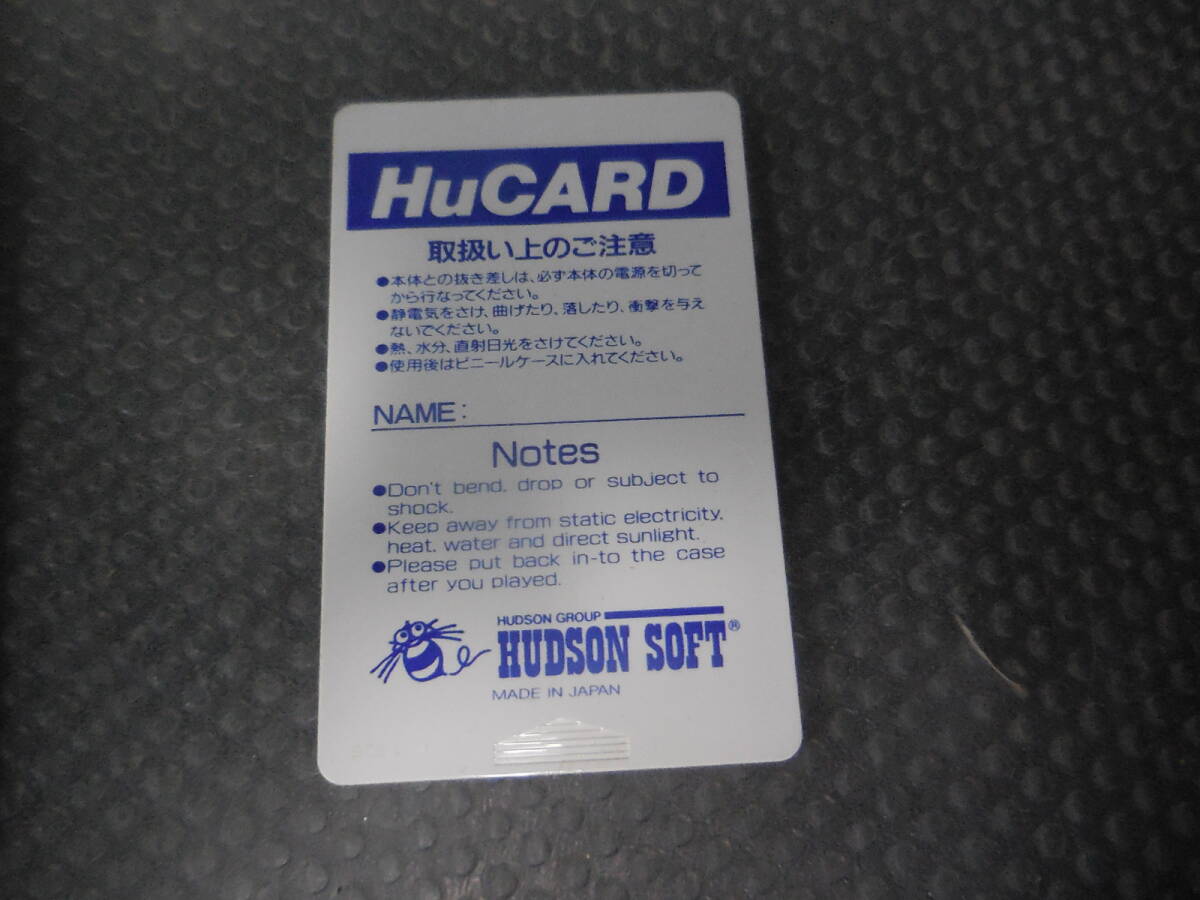 HuCARD
取扱い上のご注意
●本体との抜き差しは、必ず本体の電源を切って
から行なってください。
●静電気をさけ、曲げたり、落したり、衝撃を与え
ないでください。
●熱、水分、直射日光をさけてください。
●使用後はビニールケースに入れてください。
NAME:
Notes
●Don't bend, drop or subject to
shock.
●Keep away from static electricity,
heat, water and direct sunlight.
●Please put back in-to the case
after you played.
HUDSON GROUP
HUDSON SOFT®
MADE IN JAPAN